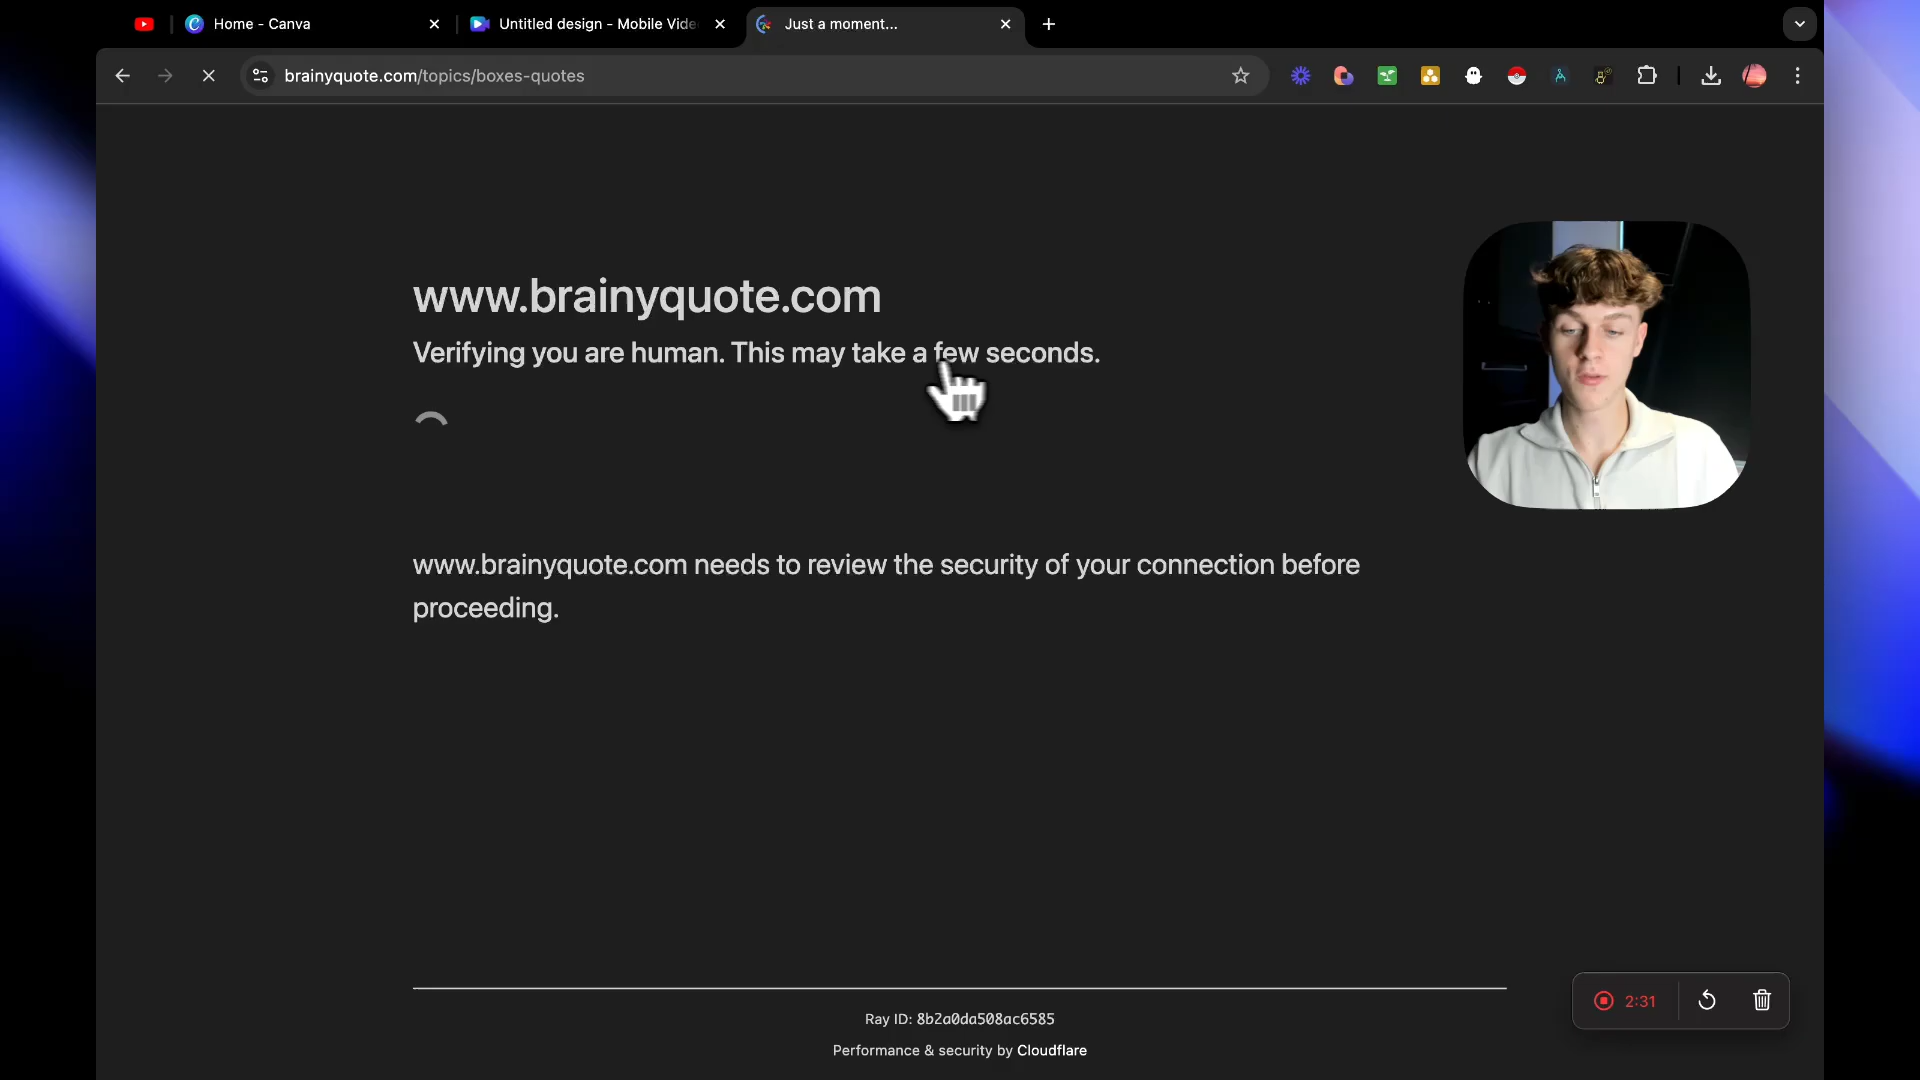 Home - Canva
Untitled design - Mobile Vide
Just a moment...
brainyquote.com/topics/boxes-quotes
www.brainyquote.com
Verifying you are human. This may take a few seconds.
www.brainyquote.com needs to review the security of your connection before
proceeding.
2:31
Ray ID: 8b2a0da508ac6585
Performance & security by Cloudflare